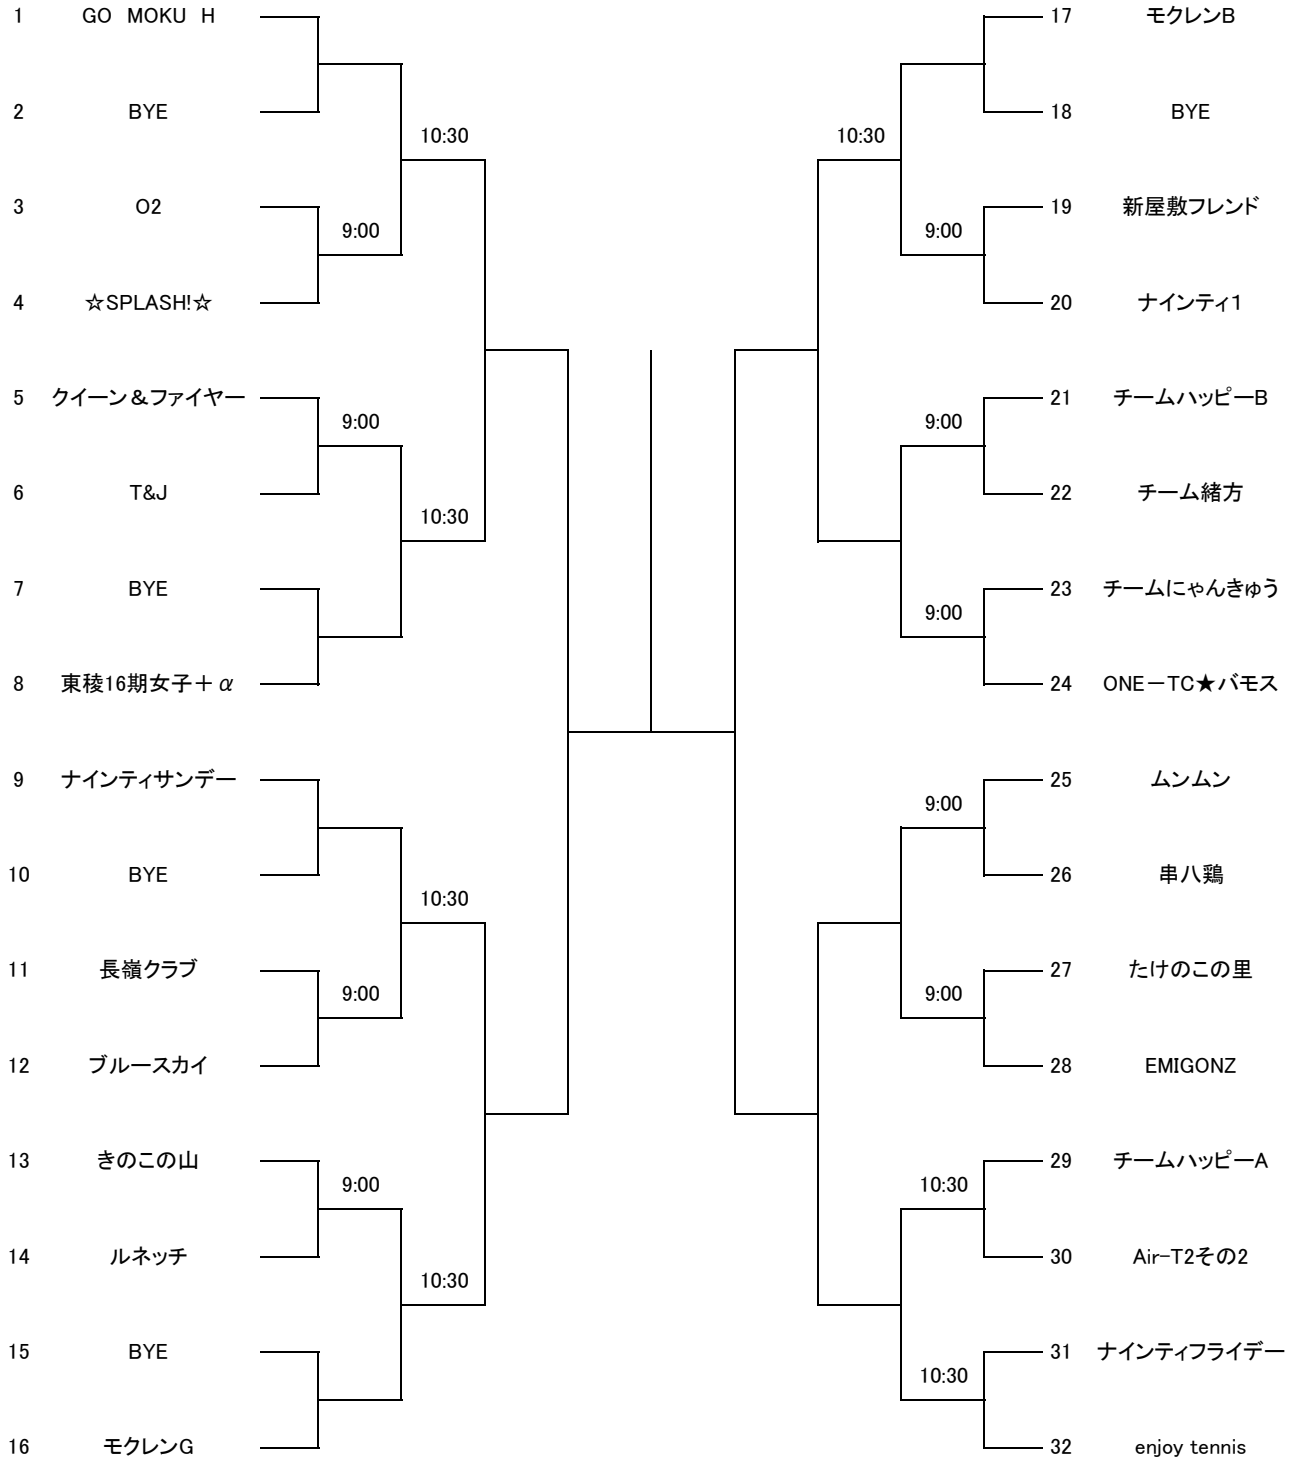 1 GO MOKU H
2 BYE
10:30
3 O2
9:00
4 ☆SPLASH!☆
5 クイーン＆ファイヤー
9:00
6 T&J
10:30
7 BYE
8 東稜16期女子＋α
9 ナインティサンデー
10 BYE
10:30
11 長嶺クラブ
9:00
12 ブルースカイ
13 きのこの山
9:00
14 ルネッチ
10:30
15 BYE
16 モクレンG
17 モクレンB
18 BYE
10:30
19 新屋敷フレンド
9:00
20 ナインティ1
21 チームハッピーB
9:00
22 チーム緒方
23 チームにゃんきゅう
9:00
24 ONE－TC★バモス
25 ムンムン
9:00
26 串八鶏
27 たけのこの里
9:00
28 EMIGONZ
29 チームハッピーA
10:30
30 Air-T2その2
31 ナインティフライデー
10:30
32 enjoy tennis